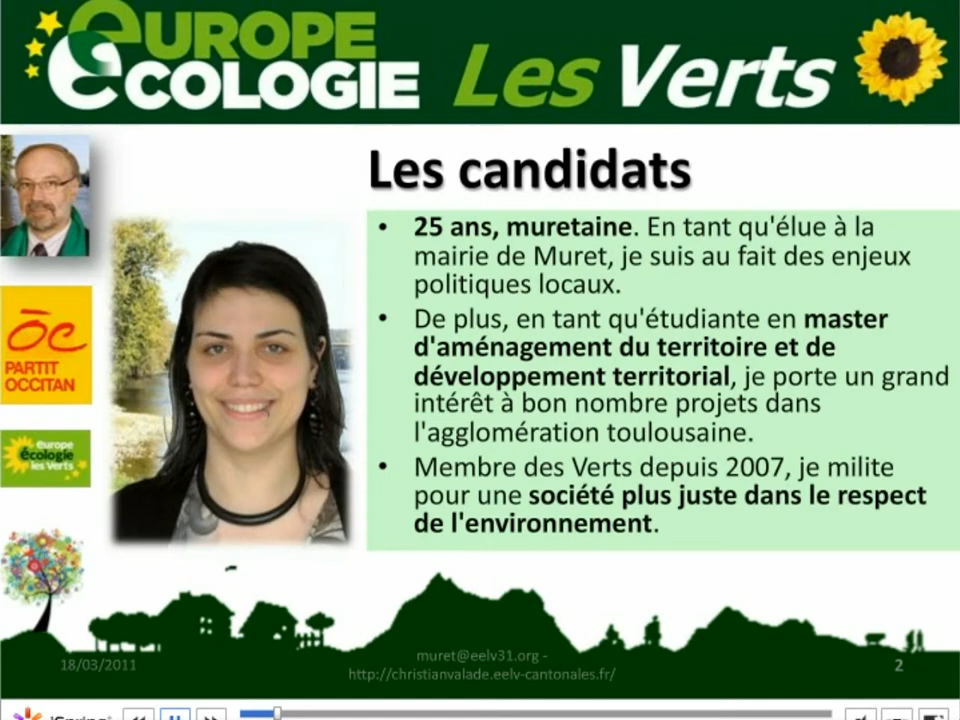 EUROPE
ECOLOGIE Les Verts
Les candidats
• 25 ans, muretaine. En tant qu'élue à la
mairie de Muret, je suis au fait des enjeux
politiques locaux.
• De plus, en tant qu'étudiante en master
d'aménagement du territoire et de
développement territorial, je porte un grand
intérêt à bon nombre projets dans
l'agglomération toulousaine.
• Membre des Verts depuis 2007, je milite
pour une société plus juste dans le respect
de l'environnement.
ōc
PARTIT
OCCITAN
europe
écologie
les Verts
18/03/2011
muret@eelv31.org -
http://christianvalade.eelv-cantonales.fr/
2
iSpring